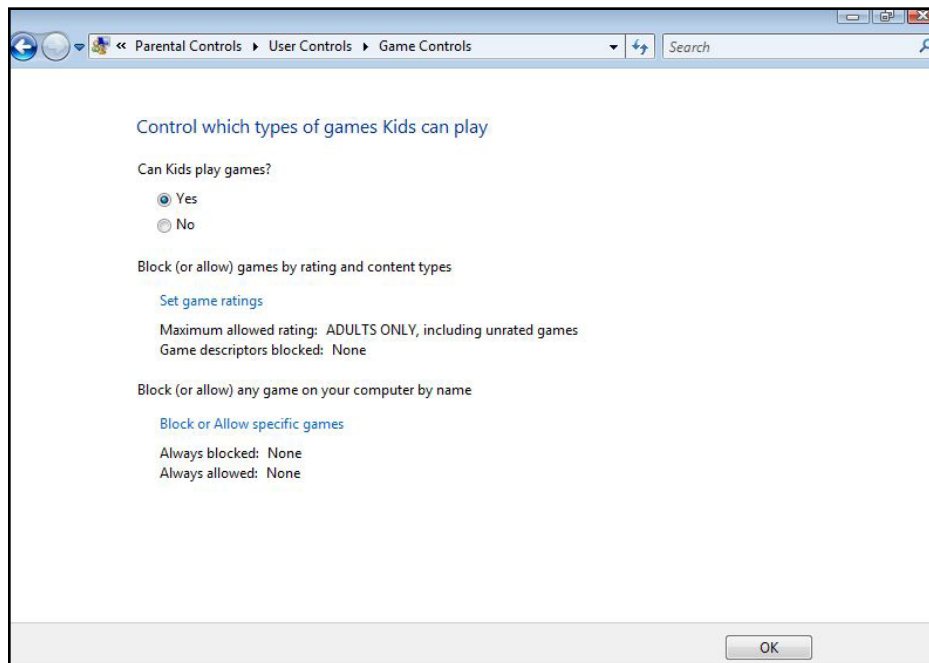 « Parental Controls ▸ User Controls ▸ Game Controls
Search
Control which types of games Kids can play
Can Kids play games?
Yes
No
Block (or allow) games by rating and content types
Set game ratings
Maximum allowed rating: ADULTS ONLY, including unrated games
Game descriptors blocked: None
Block (or allow) any game on your computer by name
Block or Allow specific games
Always blocked: None
Always allowed: None
OK